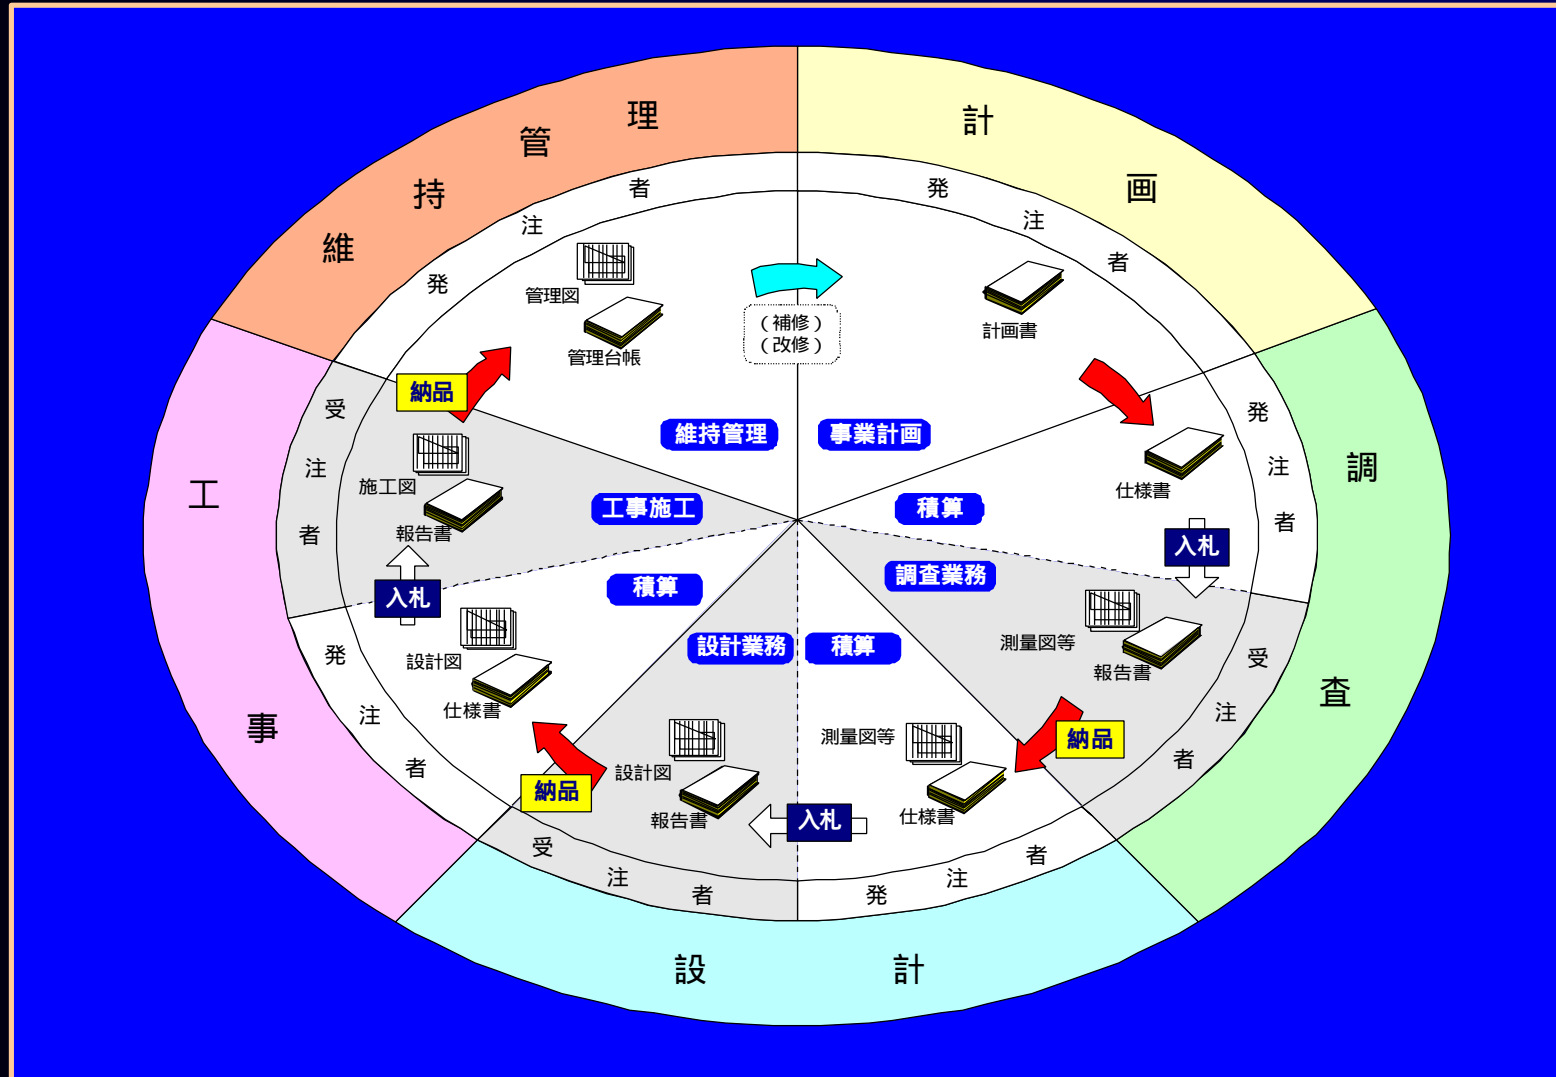 計画
発注者
計画書
事業計画
調査
発注者
仕様書
積算
入札
調査業務
測量図等
報告書
受注者
納品
設計
測量図等
仕様書
積算
発注者
入札
設計業務
設計図
報告書
受注者
納品
工事
設計図
仕様書
積算
発注者
入札
工事施工
施工図
報告書
受注者
納品
維持管理
発注者
管理図
管理台帳
維持管理
（補修）
（改修）